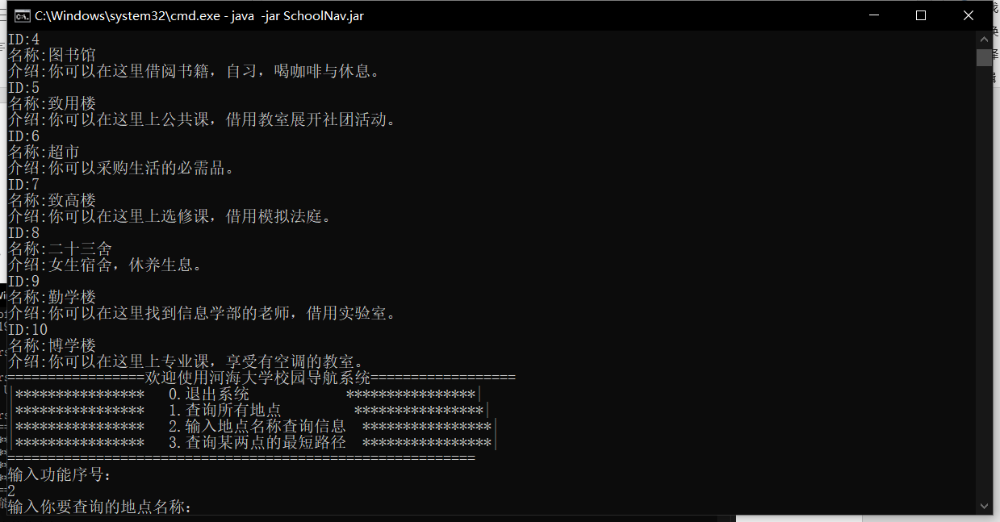 C:\Windows\system32\cmd.exe - java  -jar SchoolNav.jar
ID:4
名称:图书馆
介绍:你可以在这里借阅书籍，自习，喝咖啡与休息。
ID:5
名称:致用楼
介绍:你可以在这里上公共课，借用教室展开社团活动。
ID:6
名称:超市
介绍:你可以采购生活的必需品。
ID:7
名称:致高楼
介绍:你可以在这里上选修课，借用模拟法庭。
ID:8
名称:二十三舍
介绍:女生宿舍，休养生息。
ID:9
名称:勤学楼
介绍:你可以在这里找到信息学部的老师，借用实验室。
ID:10
名称:博学楼
介绍:你可以在这里上专业课，享受有空调的教室。
=================欢迎使用河海大学校园导航系统==================
|****************   0.退出系统            ****************|
|****************   1.查询所有地点         ****************|
|****************   2.输入地点名称查询信息  ****************|
|****************   3.查询某两点的最短路径  ****************|
==========================================================
输入功能序号：
2
输入你要查询的地点名称：